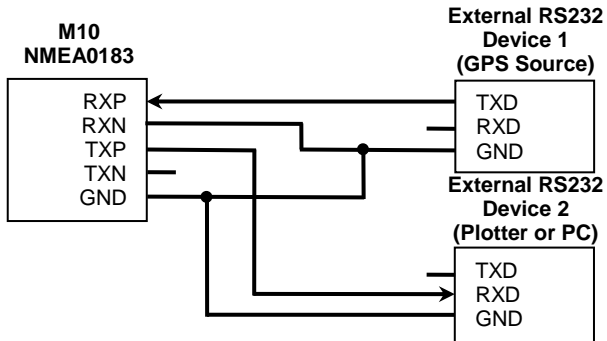 M10
NMEA0183
RXP
RXN
TXP
TXN
GND
External RS232
Device 1
(GPS Source)
TXD
RXD
GND
External RS232
Device 2
(Plotter or PC)
TXD
RXD
GND